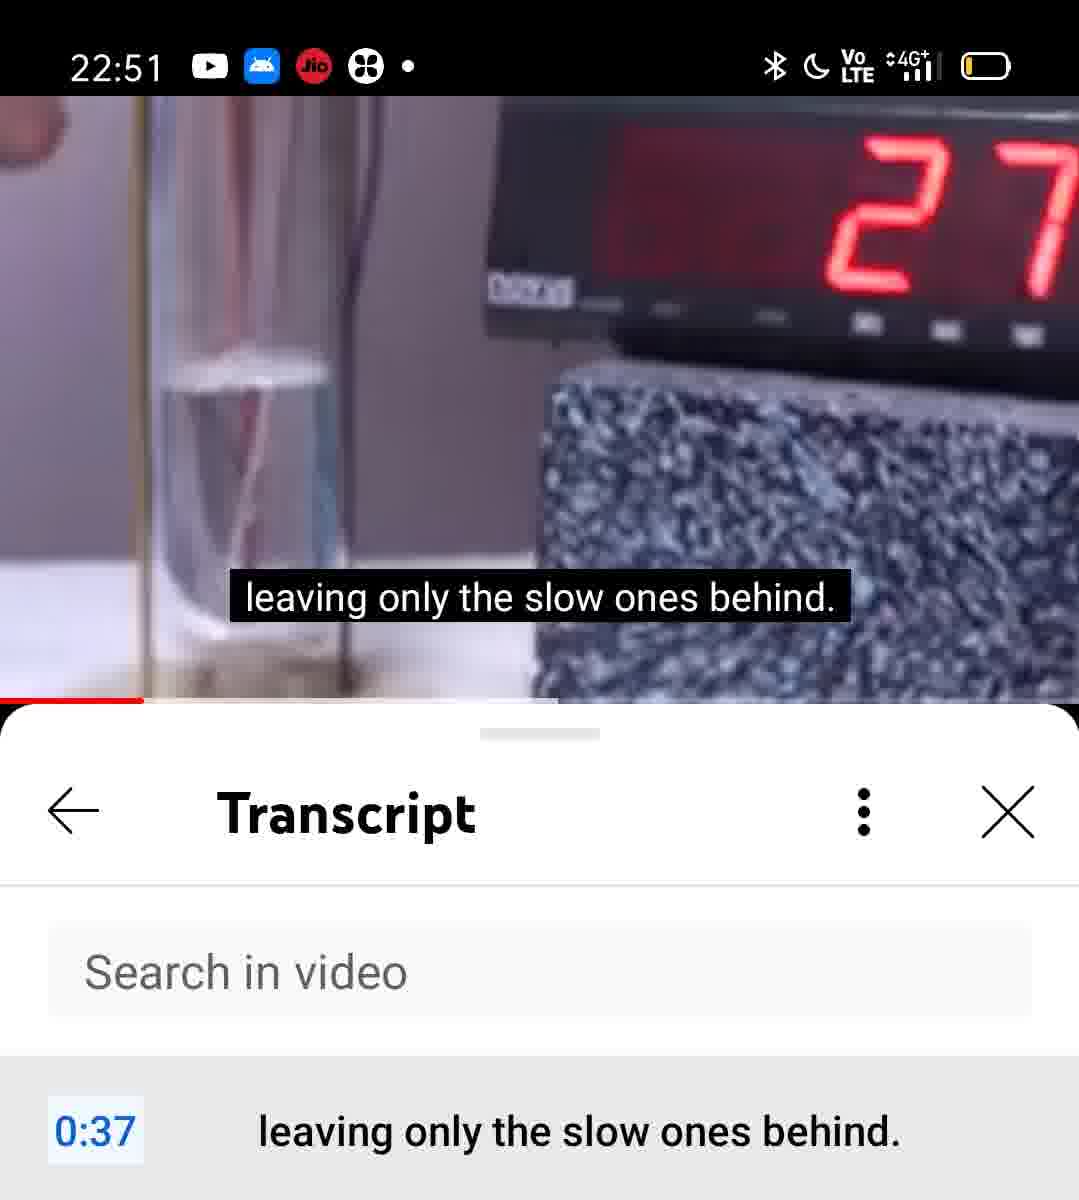 22:51
Jio
Vo
LTE
4G+
27
leaving only the slow ones behind.
Transcript
Search in video
0:37
leaving only the slow ones behind.